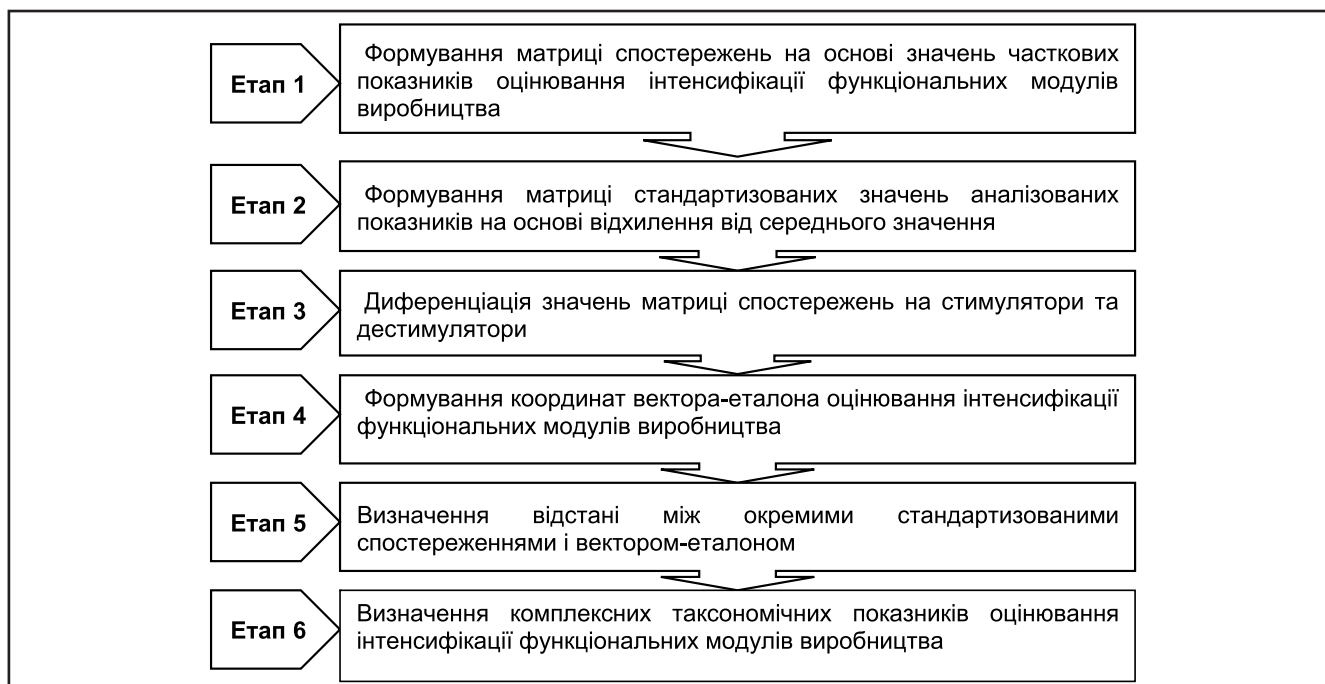 Етап 1
Формування матриці спостережень на основі значень часткових
показників оцінювання інтенсифікації функціональних модулів
виробництва
Етап 2
Формування матриці стандартизованих значень аналізованих
показників на основі відхилення від середнього значення
Етап 3
Диференціація значень матриці спостережень на стимулятори та
дестимулятори
Етап 4
Формування координат вектора-еталона оцінювання інтенсифікації
функціональних модулів виробництва
Етап 5
Визначення відстані між окремими стандартизованими
спостереженнями і вектором-еталоном
Етап 6
Визначення комплексних таксономічних показників оцінювання
інтенсифікації функціональних модулів виробництва